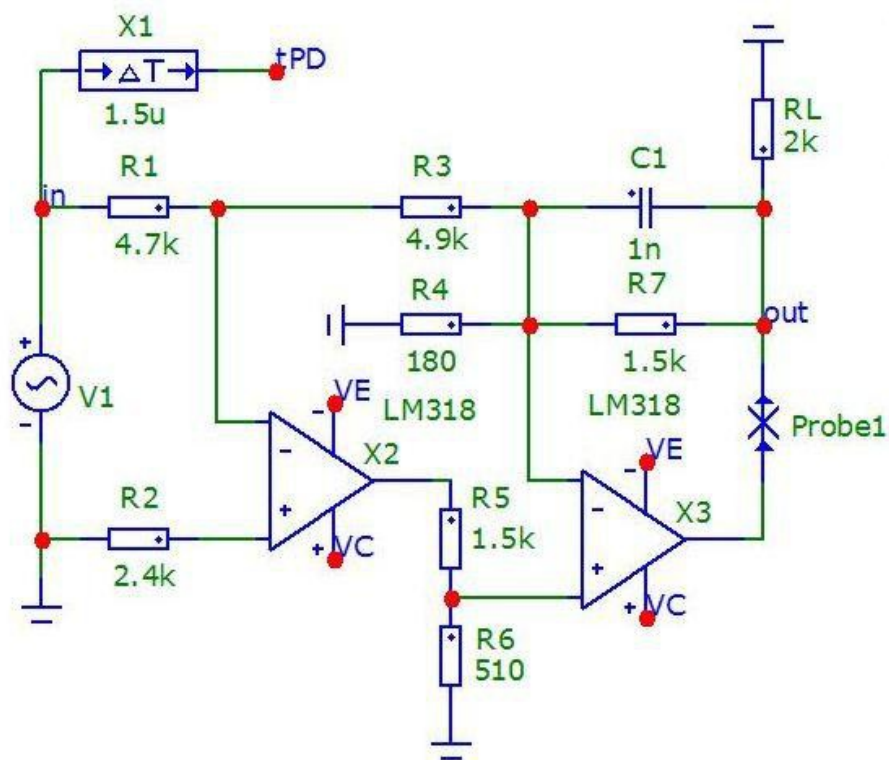 X1
tPD
1.5u
RL
2k
in
R1
4.7k
R3
4.9k
C1
1n
R4
180
R7
1.5k
out
+
-
V1
VE
-
LM318
LM318
Probe1
X2
-
+
VE
-
R2
2.4k
+
VC
R5
1.5k
X3
-
+
R6
510
+
VC
ΔT